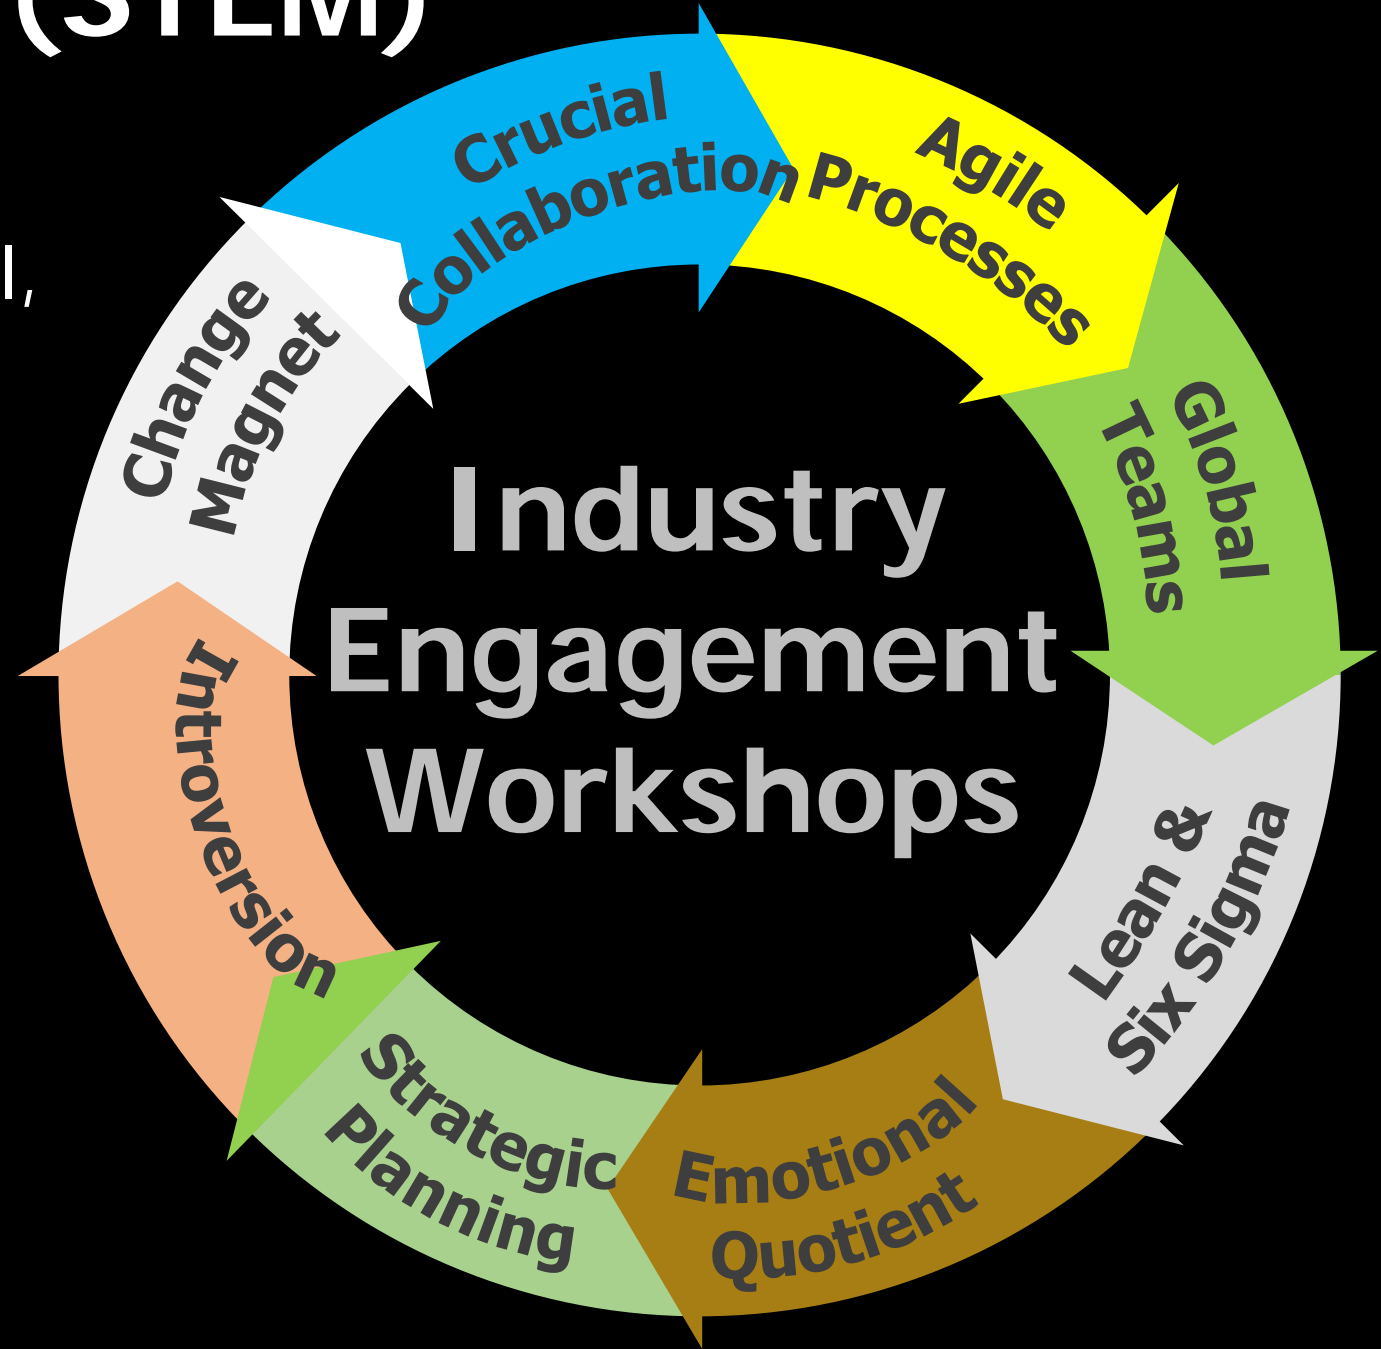 (STEM)
l,
Crucial
Collaboration
Agile
Processes
Global
Teams
Lean &
Six Sigma
Emotional
Quotient
Strategic
Planning
Introversion
Change
Magnet
Industry
Engagement
Workshops